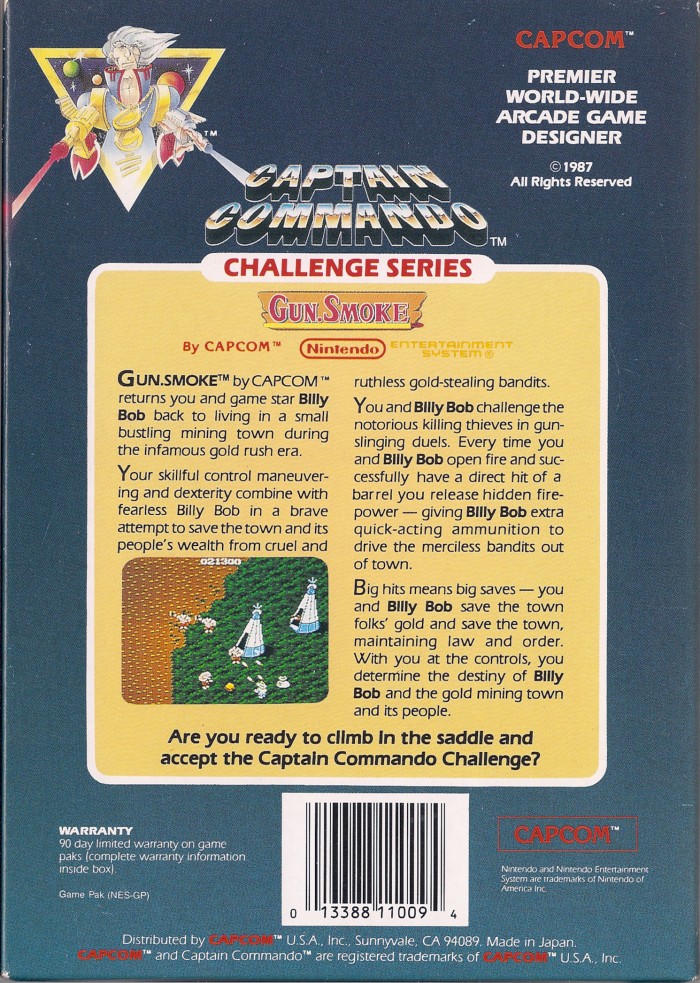 CAPCOM™
PREMIER
WORLD-WIDE
ARCADE GAME
DESIGNER
©1987
All Rights Reserved
TM
CAPTAIN
COMMANDO TM
CHALLENGE SERIES
GUN.SMOKE
By CAPCOM™ Nintendo ENTERTAINMENT
SYSTEM®
GUN.SMOKE™ by CAPCOM™
returns you and game star Billy
Bob back to living in a small
bustling mining town during
the infamous gold rush era.
Your skillful control maneuver-
ing and dexterity combine with
fearless Billy Bob in a brave
attempt to save the town and its
people's wealth from cruel and
ruthless gold-stealing bandits.
You and Billy Bob challenge the
notorious killing thieves in gun-
slinging duels. Every time you
and Billy Bob open fire and suc-
cessfully have a direct hit of a
barrel you release hidden fire-
power — giving Billy Bob extra
quick-acting ammunition to
drive the merciless bandits out
of town.
Big hits means big saves — you
and Billy Bob save the town
folks' gold and save the town,
maintaining law and order.
With you at the controls, you
determine the destiny of Billy
Bob and the gold mining town
and its people.
021300
Are you ready to climb in the saddle and
accept the Captain Commando Challenge?
WARRANTY
90 day limited warranty on game
paks (complete warranty information
inside box).
Game Pak (NES-GP)
0 13388 11009 4
CAPCOM™
Nintendo and Nintendo Entertainment
System are trademarks of Nintendo of
America Inc.
Distributed by CAPCOM™ U.S.A., Inc., Sunnyvale, CA 94089. Made in Japan.
CAPCOM™ and Captain Commando™ are registered trademarks of CAPCOM™ U.S.A., Inc.